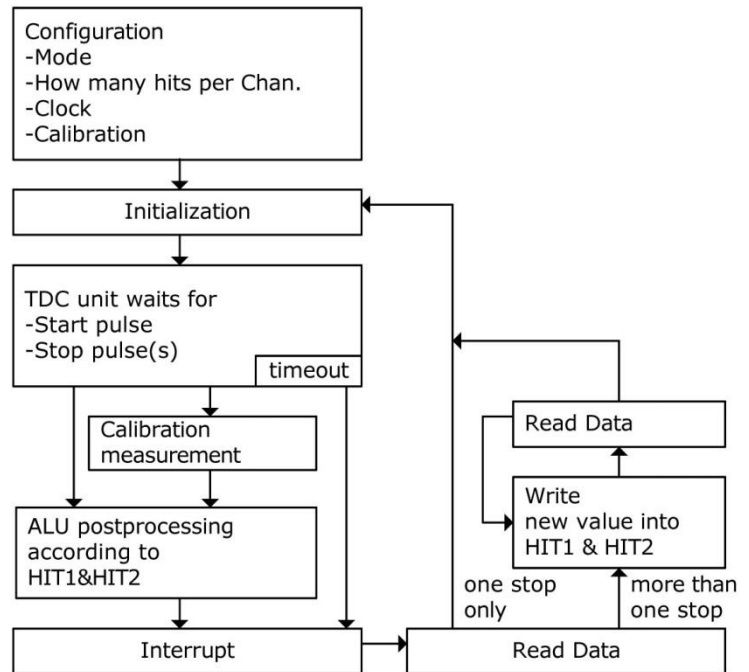 Configuration
-Mode
-How many hits per Chan.
-Clock
-Calibration
Initialization
TDC unit waits for
-Start pulse
-Stop pulse(s)
timeout
Calibration
measurement
ALU postprocessing
according to
HIT1&HIT2
Interrupt
Read Data
Write
new value into
HIT1 & HIT2
one stop
only
more than
one stop
Read Data